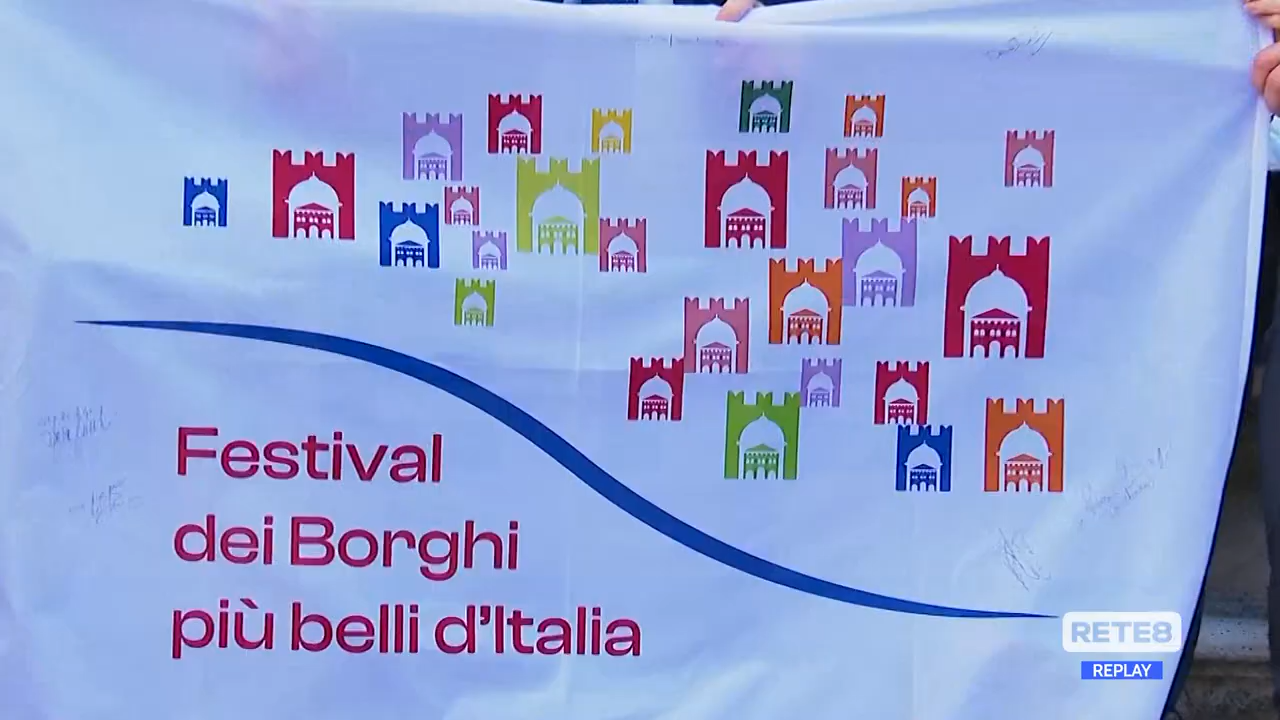 Festival
dei Borghi
più belli d'Italia
RETE8
REPLAY